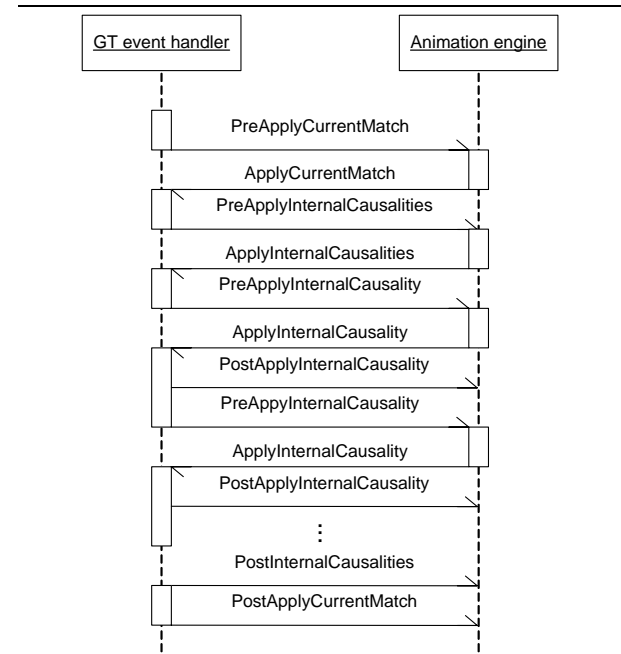 GT event handler
Animation engine
PreApplyCurrentMatch
ApplyCurrentMatch
PreApplyInternalCausalities
ApplyInternalCausalities
PreApplyInternalCausality
ApplyInternalCausality
PostApplyInternalCausality
PreAppyInternalCausality
ApplyInternalCausality
PostApplyInternalCausality
...
PostInternalCausalities
PostApplyCurrentMatch